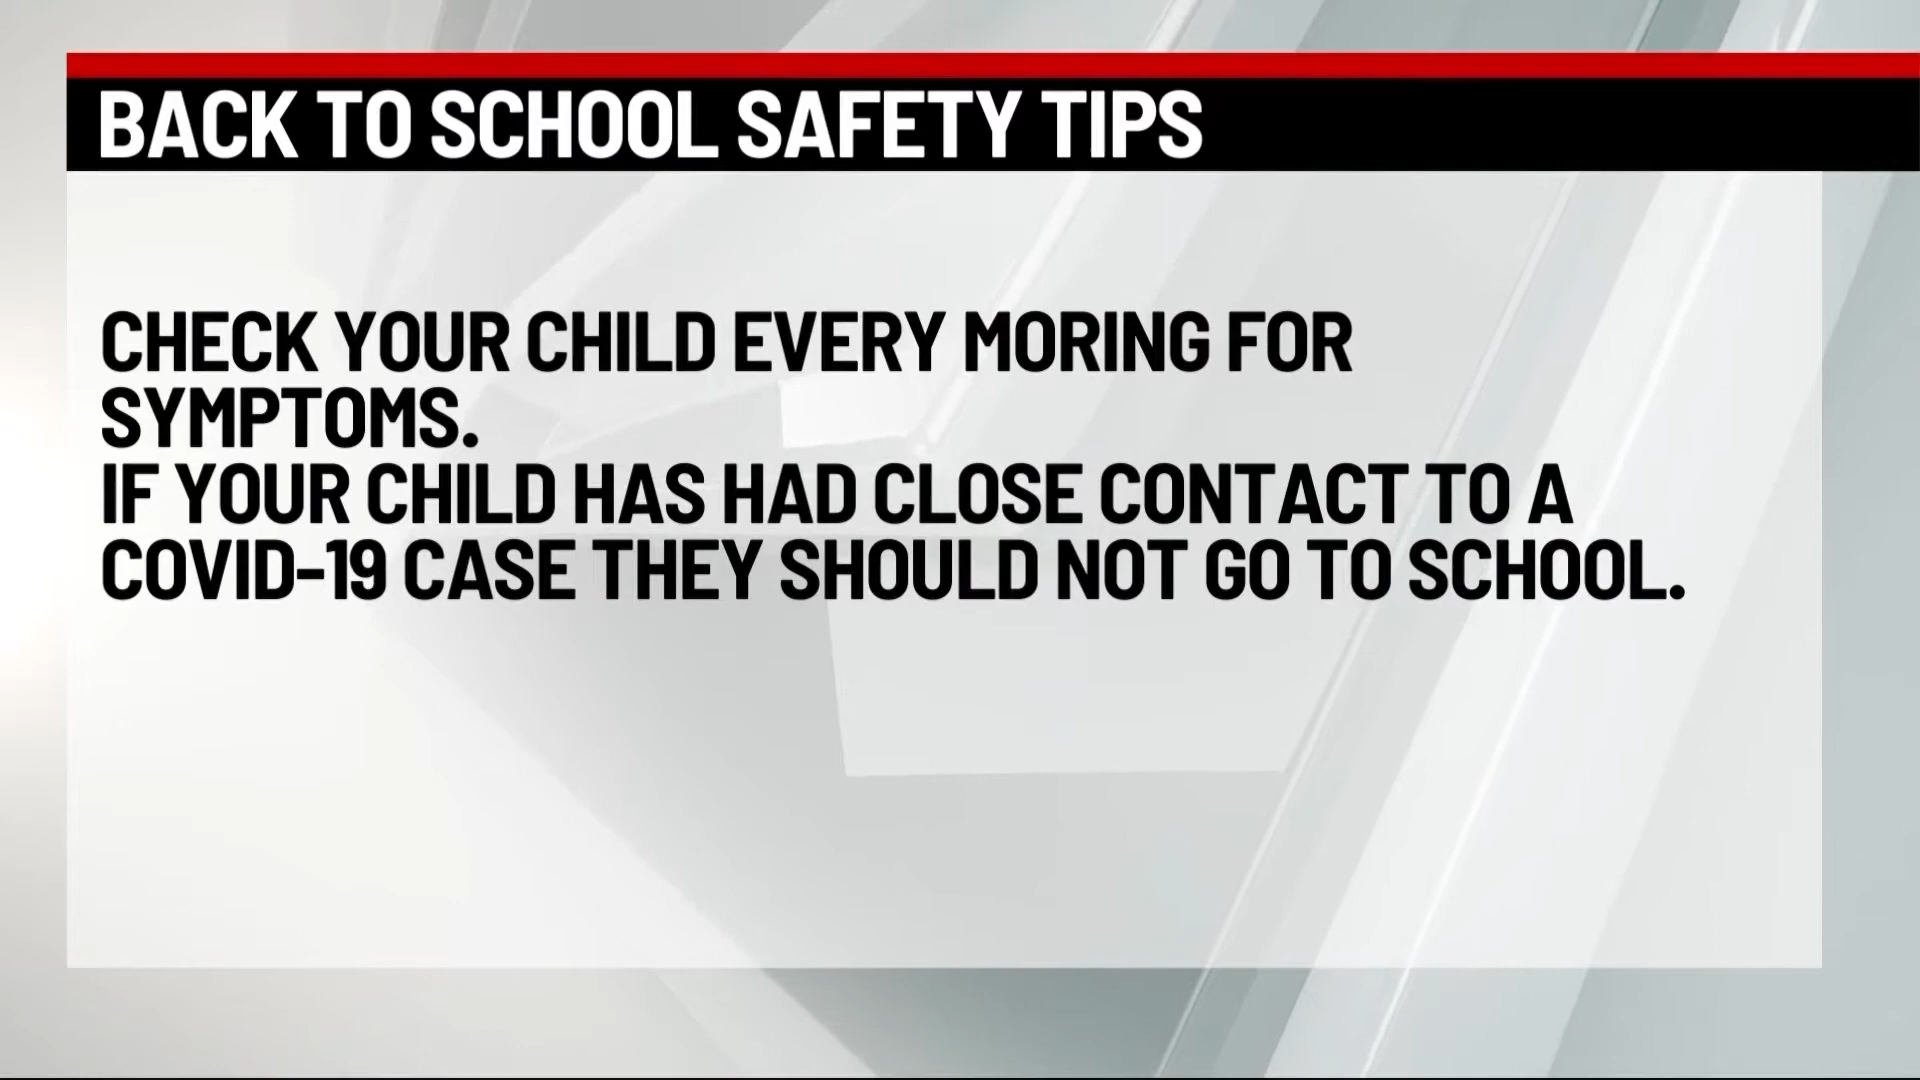 BACK TO SCHOOL SAFETY TIPS
CHECK YOUR CHILD EVERY MORING FOR
SYMPTOMS.
IF YOUR CHILD HAS HAD CLOSE CONTACT TO A
COVID-19 CASE THEY SHOULD NOT GO TO SCHOOL.